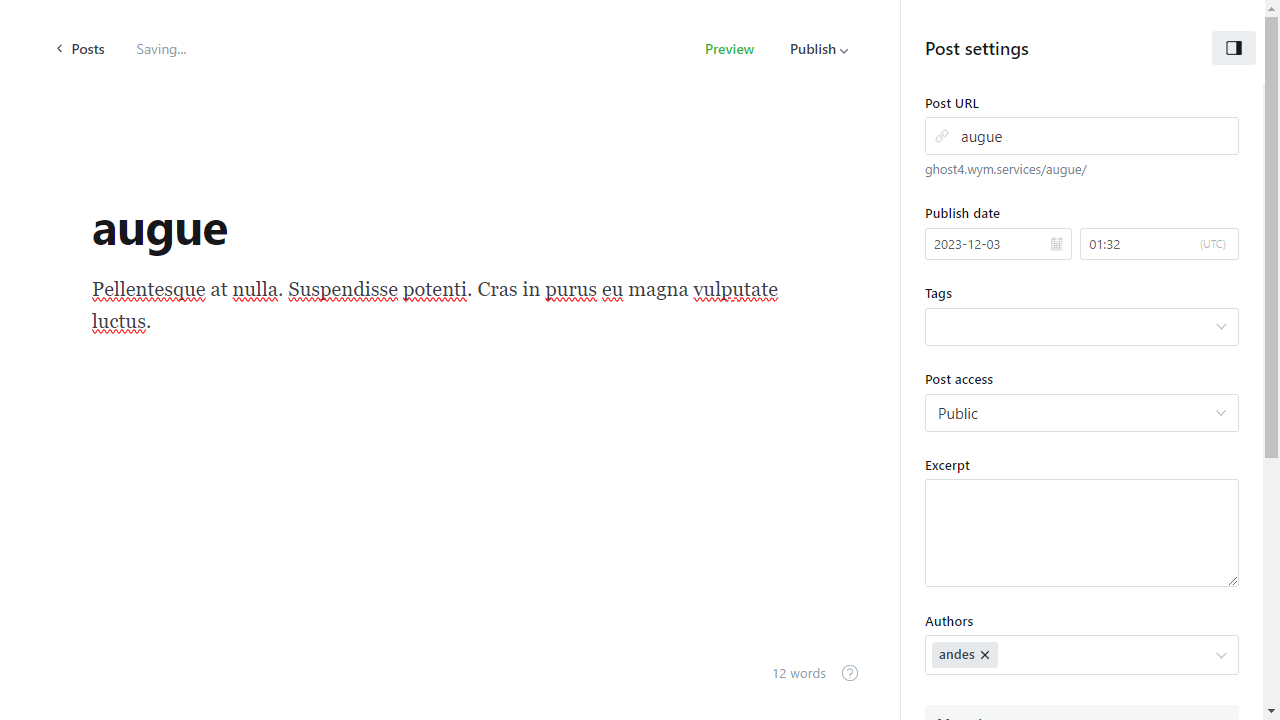 Posts
Saving...
Preview
Publish
augue
Pellentesque at nulla. Suspendisse potenti. Cras in purus eu magna vulputate
luctus.
12 words
?
Post settings
Post URL
augue
ghost4.wym.services/augue/
Publish date
2023-12-03
01:32
(UTC)
Tags
Post access
Public
Excerpt
Authors
andes